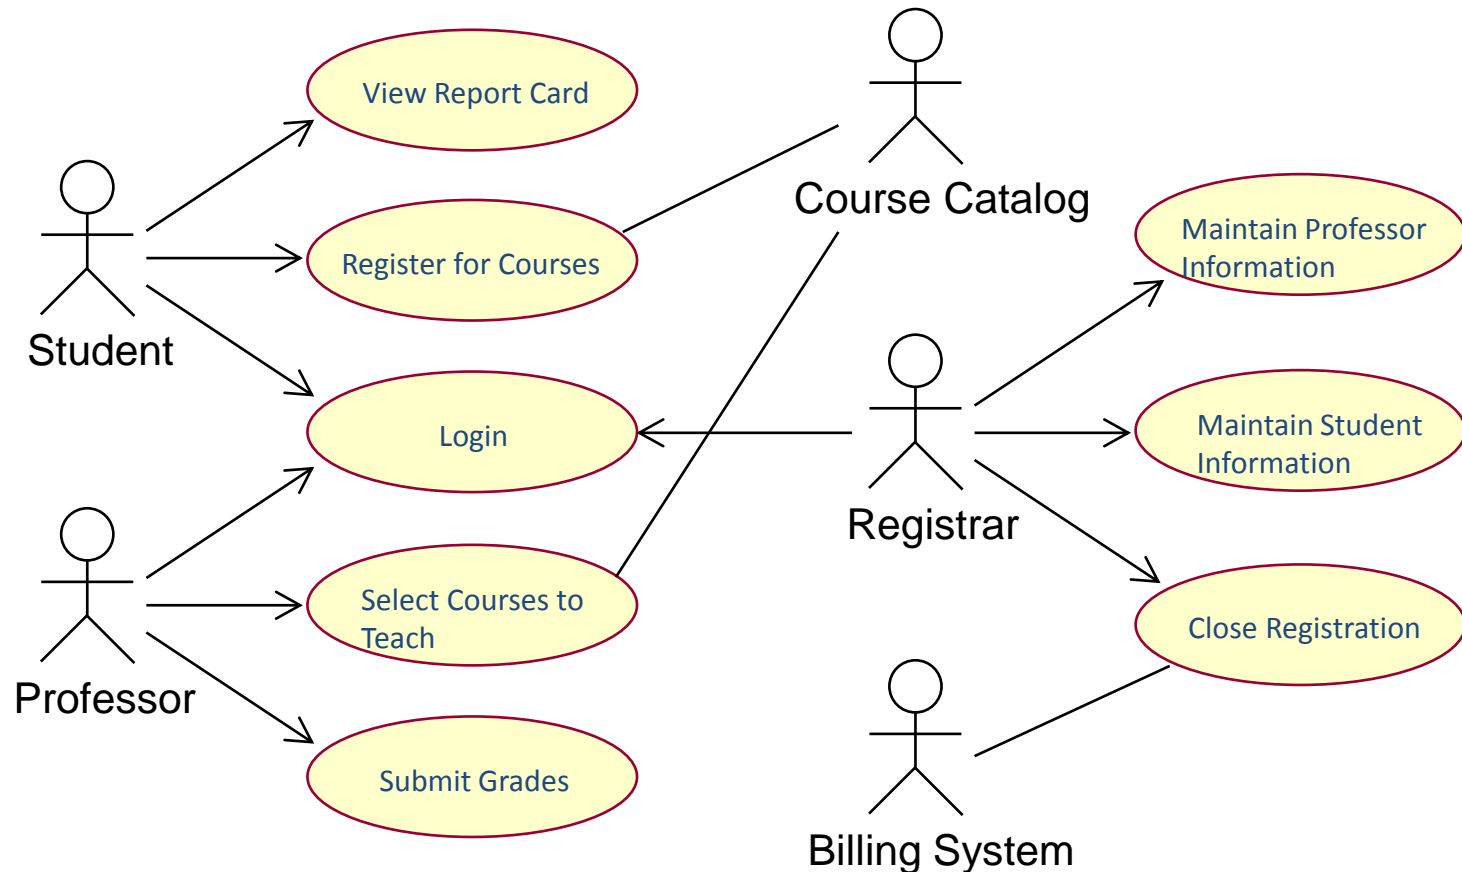 View Report Card
Course Catalog
Maintain Professor
Information
Register for Courses
Student
Login
Maintain Student
Information
Registrar
Select Courses to
Teach
Close Registration
Professor
Submit Grades
Billing System